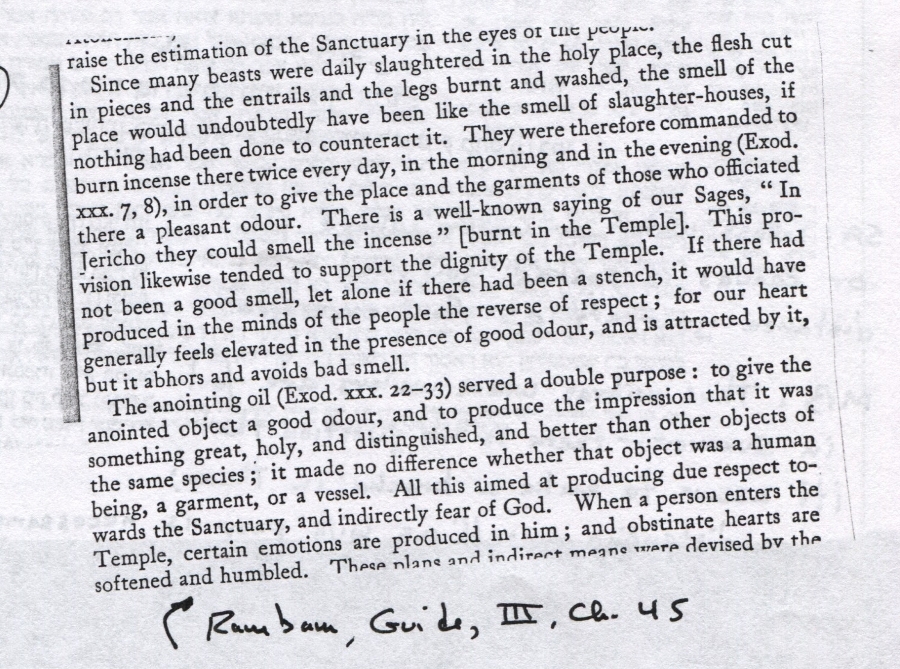 raise the estimation of the Sanctuary in the eyes of the people.
Since many beasts were daily slaughtered in the holy place, the flesh cut
in pieces and the entrails and the legs burnt and washed, the smell of the
place would undoubtedly have been like the smell of slaughter-houses, if
nothing had been done to counteract it. They were therefore commanded to
burn incense there twice every day, in the morning and in the evening (Exod.
xxx. 7, 8), in order to give the place and the garments of those who officiated
there a pleasant odour. There is a well-known saying of our Sages, “ In
Jericho they could smell the incense ” [burnt in the Temple]. This pro-
vision likewise tended to support the dignity of the Temple. If there had
not been a good smell, let alone if there had been a stench, it would have
produced in the minds of the people the reverse of respect ; for our heart
generally feels elevated in the presence of good odour, and is attracted by it,
but it abhors and avoids bad smell.
The anointing oil (Exod. xxx. 22–33) served a double purpose : to give the
anointed object a good odour, and to produce the impression that it was
something great, holy, and distinguished, and better than other objects of
the same species ; it made no difference whether that object was a human
being, a garment, or a vessel. All this aimed at producing due respect to-
wards the Sanctuary, and indirectly fear of God. When a person enters the
Temple, certain emotions are produced in him ; and obstinate hearts are
softened and humbled. These plans and indirect means were devised by the
Rambam, Guide, III, Ch. 45